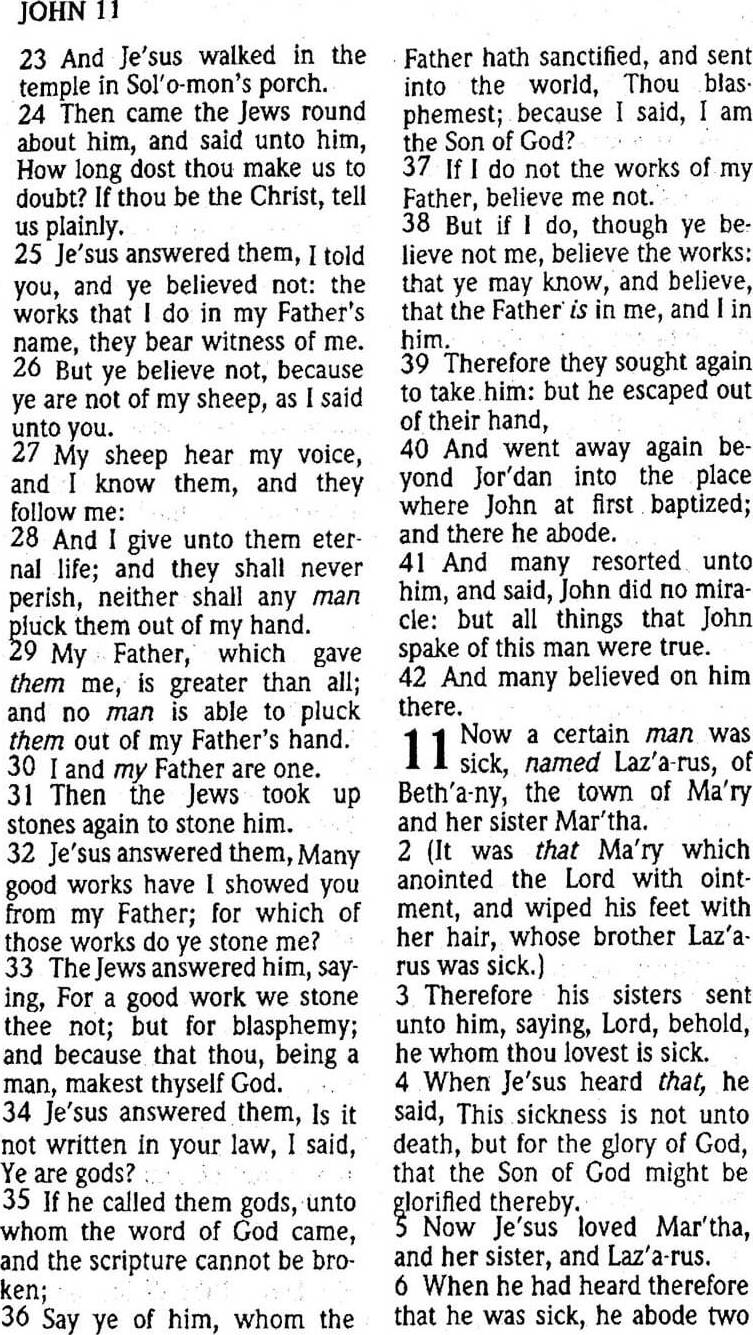 JOHN 11
23 And Je'sus walked in the
temple in Sol'o-mon's porch.
24 Then came the Jews round
about him, and said unto him,
How long dost thou make us to
doubt? If thou be the Christ, tell
us plainly.
25 Je'sus answered them, I told
you, and ye believed not: the
works that I do in my Father's
name, they bear witness of me.
26 But ye believe not, because
ye are not of my sheep, as I said
unto you.
27 My sheep hear my voice,
and I know them, and they
follow me:
28 And I give unto them eter-
nal life; and they shall never
perish, neither shall any man
pluck them out of my hand.
29 My Father, which gave
them me, is greater than all;
and no man is able to pluck
them out of my Father's hand.
30 I and my Father are one.
31 Then the Jews took up
stones again to stone him.
32 Je'sus answered them, Many
good works have I showed you
from my Father; for which of
those works do ye stone me?
33 The Jews answered him, say-
ing, For a good work we stone
thee not; but for blasphemy;
and because that thou, being a
man, makest thyself God.
34 Je'sus answered them, Is it
not written in your law, I said,
Ye are gods?
35 If he called them gods, unto
whom the word of God came,
and the scripture cannot be bro-
ken;
36 Say ye of him, whom the
Father hath sanctified, and sent
into the world, Thou blas-
phemest; because I said, I am
the Son of God?
37 If I do not the works of my
Father, believe me not.
38 But if I do, though ye be-
lieve not me, believe the works:
that ye may know, and believe,
that the Father is in me, and I in
him.
39 Therefore they sought again
to take him: but he escaped out
of their hand,
40 And went away again be-
yond Jor'dan into the place
where John at first baptized;
and there he abode.
41 And many resorted unto
him, and said, John did no mira-
cle: but all things that John
spake of this man were true.
42 And many believed on him
there.
11 Now a certain man was
sick, named Laz'a-rus, of
Beth'a-ny, the town of Ma'ry
and her sister Mar'tha.
2 (It was that Ma'ry which
anointed the Lord with oint-
ment, and wiped his feet with
her hair, whose brother Laz'a-
rus was sick.)
3 Therefore his sisters sent
unto him, saying, Lord, behold,
he whom thou lovest is sick.
4 When Je'sus heard that, he
said, This sickness is not unto
death, but for the glory of God,
that the Son of God might be
glorified thereby.
5 Now Je'sus loved Mar'tha,
and her sister, and Laz'a-rus.
6 When he had heard therefore
that he was sick, he abode two